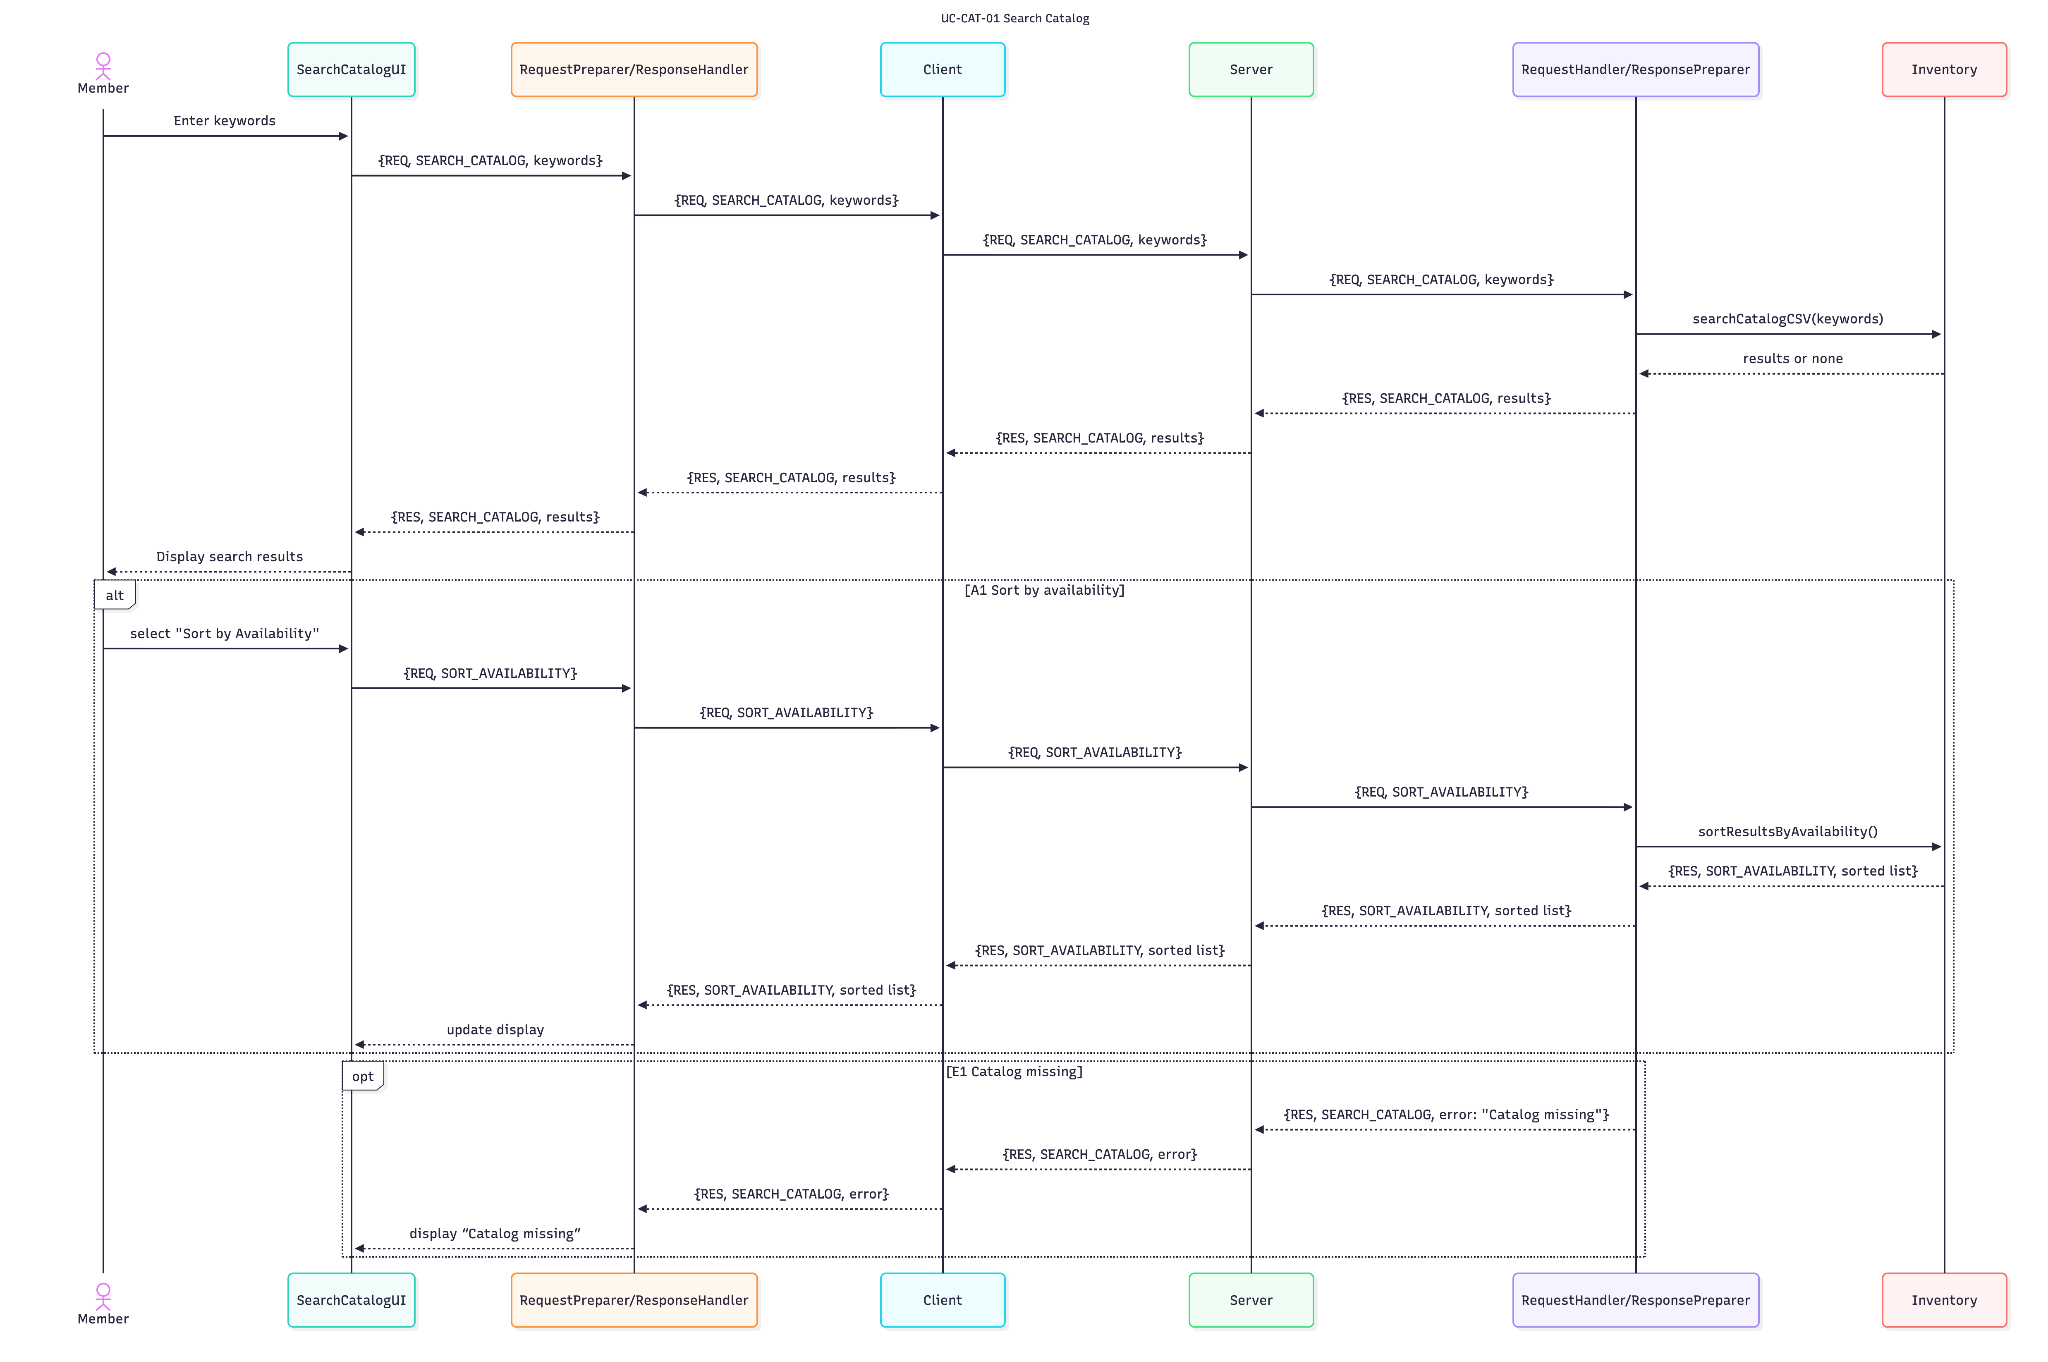 UC-CAT-01 Search Catalog
Member
SearchCatalogUI
RequestPreparer/ResponseHandler
Client
Server
RequestHandler/ResponsePreparer
Inventory
Enter keywords
{REQ, SEARCH_CATALOG, keywords}
{REQ, SEARCH_CATALOG, keywords}
{REQ, SEARCH_CATALOG, keywords}
{REQ, SEARCH_CATALOG, keywords}
searchCatalogCSV(keywords)
results or none
{RES, SEARCH_CATALOG, results}
{RES, SEARCH_CATALOG, results}
{RES, SEARCH_CATALOG, results}
{RES, SEARCH_CATALOG, results}
Display search results
alt
[A1 Sort by availability]
select "Sort by Availability"
{REQ, SORT_AVAILABILITY}
{REQ, SORT_AVAILABILITY}
{REQ, SORT_AVAILABILITY}
{REQ, SORT_AVAILABILITY}
sortResultsByAvailability()
{RES, SORT_AVAILABILITY, sorted list}
{RES, SORT_AVAILABILITY, sorted list}
{RES, SORT_AVAILABILITY, sorted list}
{RES, SORT_AVAILABILITY, sorted list}
update display
opt
[E1 Catalog missing]
{RES, SEARCH_CATALOG, error: "Catalog missing"}
{RES, SEARCH_CATALOG, error}
{RES, SEARCH_CATALOG, error}
display “Catalog missing”
Member
SearchCatalogUI
RequestPreparer/ResponseHandler
Client
Server
RequestHandler/ResponsePreparer
Inventory